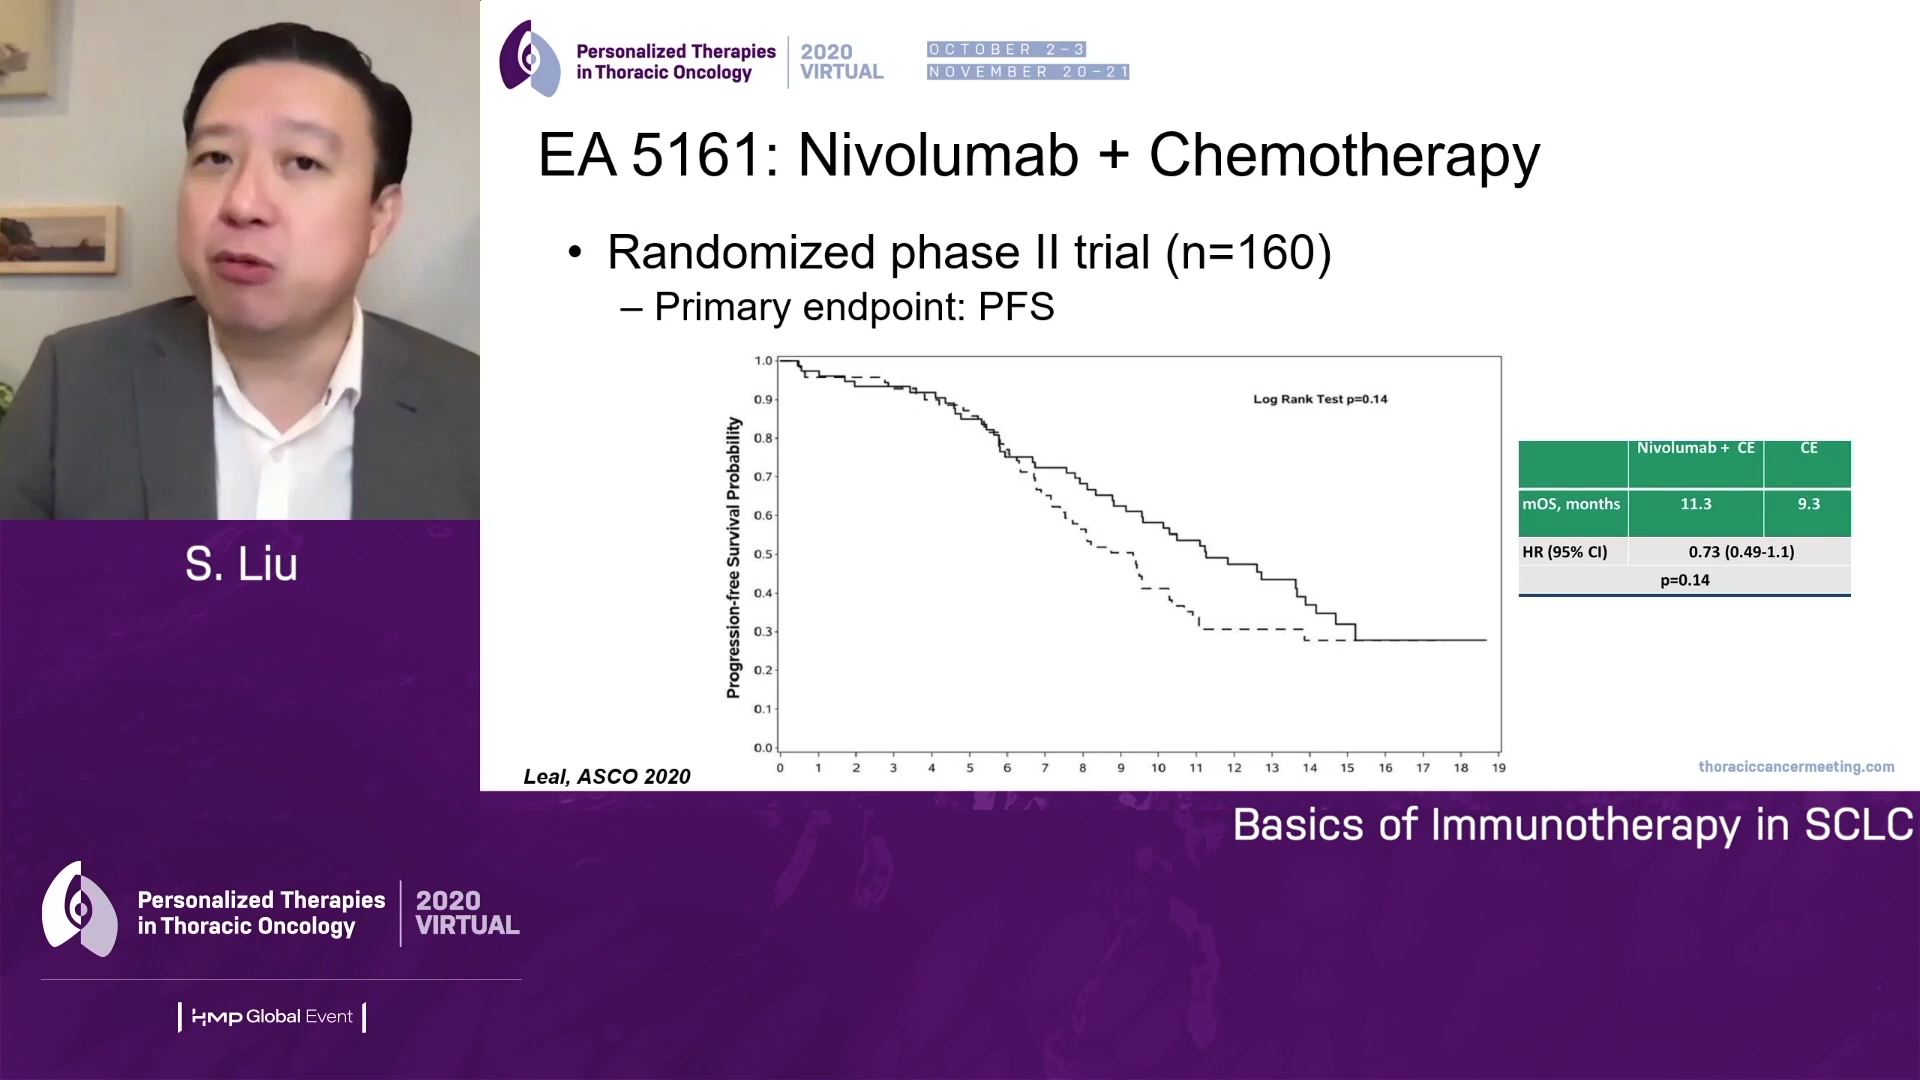 Personalized Therapies
in Thoracic Oncology
2020
VIRTUAL
OCTOBER 2–3
NOVEMBER 20–21
EA 5161: Nivolumab + Chemotherapy
• Randomized phase II trial (n=160)
– Primary endpoint: PFS
Progression-free Survival Probability
1.0
0.9
0.8
0.7
0.6
0.5
0.4
0.3
0.2
0.1
0.0
Log Rank Test p=0.14
0 1 2 3 4 5 6 7 8 9 10 11 12 13 14 15 16 17 18 19
Nivolumab + CE CE
mOS, months 11.3 9.3
HR (95% CI) 0.73 (0.49-1.1)
p=0.14
Leal, ASCO 2020
thoraciccancermeeting.com
S. Liu
Basics of Immunotherapy in SCLC
Personalized Therapies
in Thoracic Oncology
2020
VIRTUAL
HMP Global Event